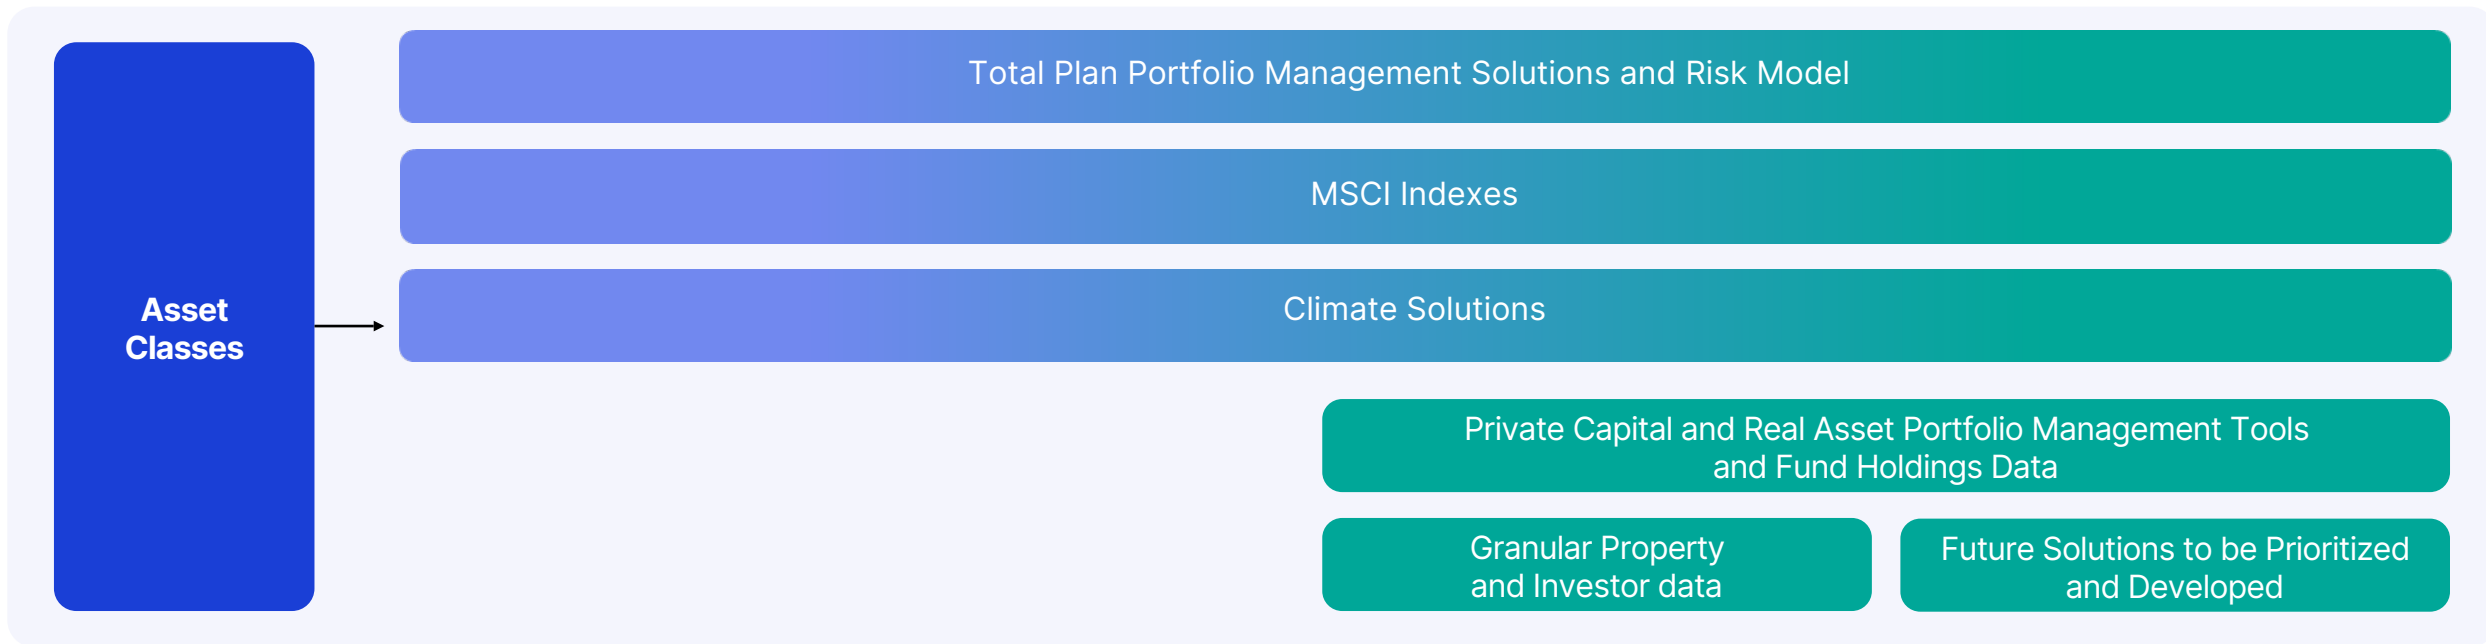 Total Plan Portfolio Management Solutions and Risk Model
MSCI Indexes
Asset
Classes
Climate Solutions
Private Capital and Real Asset Portfolio Management Tools
and Fund Holdings Data
Granular Property
and Investor data
Future Solutions to be Prioritized
and Developed